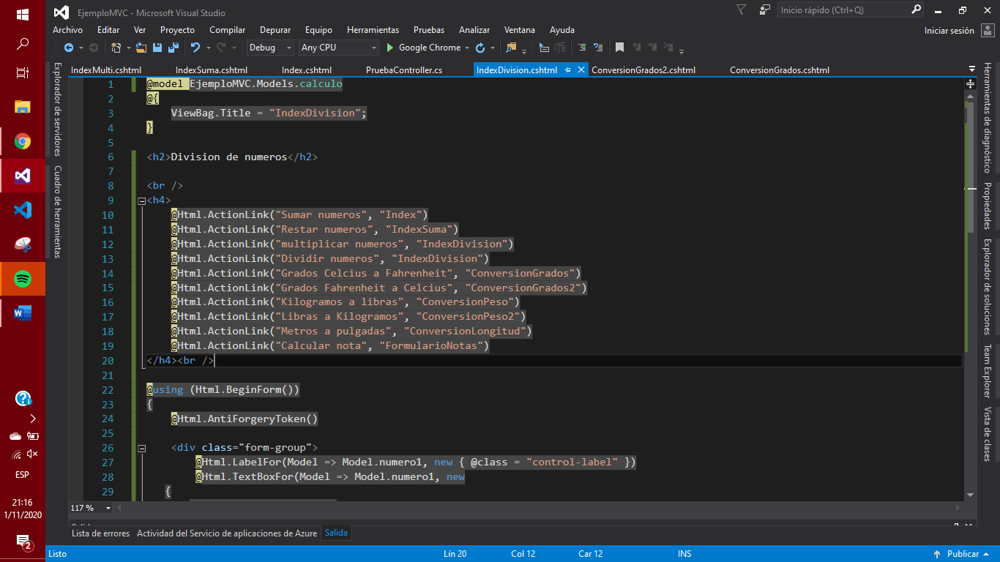 EjemploMVC - Microsoft Visual Studio
Inicio rápido (Ctrl+Q)
Archivo Editar Ver Proyecto Compilar Depurar Equipo Herramientas Pruebas Analizar Ventana Ayuda
Iniciar sesión
Debug Any CPU Google Chrome
IndexMulti.cshtml IndexSuma.cshtml Index.cshtml PruebaController.cs IndexDivision.cshtml ConversionGrados2.cshtml ConversionGrados.cshtml
Explorador de servidores
Cuadro de herramientas
1 @model EjemploMVC.Models.calculo
2 @{
3 ViewBag.Title = "IndexDivision";
4 }
5
6 <h2>Division de numeros</h2>
7
8 <br />
9 <h4>
10 @Html.ActionLink("Sumar numeros", "Index")
11 @Html.ActionLink("Restar numeros", "IndexSuma")
12 @Html.ActionLink("multiplicar numeros", "IndexDivision")
13 @Html.ActionLink("Dividir numeros", "IndexDivision")
14 @Html.ActionLink("Grados Celcius a Fahrenheit", "ConversionGrados")
15 @Html.ActionLink("Grados Fahrenheit a Celcius", "ConversionGrados2")
16 @Html.ActionLink("Kilogramos a libras", "ConversionPeso")
17 @Html.ActionLink("Libras a Kilogramos", "ConversionPeso2")
18 @Html.ActionLink("Metros a pulgadas", "ConversionLongitud")
19 @Html.ActionLink("Calcular nota", "FormularioNotas")
20 </h4><br />
21
22 @using (Html.BeginForm())
23 {
24 @Html.AntiForgeryToken()
25
26 <div class="form-group">
27 @Html.LabelFor(Model => Model.numero1, new { @class = "control-label" })
28 @Html.TextBoxFor(Model => Model.numero1, new
29 {
Herramientas de diagnóstico
Propiedades
Explorador de soluciones
Team Explorer
Vista de clases
117 %
Lista de errores Actividad del Servicio de aplicaciones de Azure Salida
Listo Lín 20 Col 12 Car 12 INS Publicar
ESP
21:16
1/11/2020
2